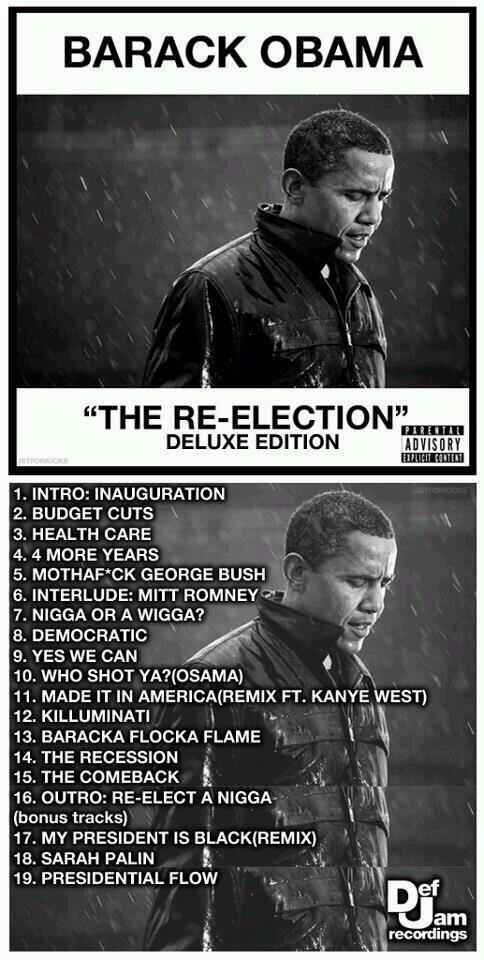 BARACK OBAMA
“THE RE-ELECTION”
DELUXE EDITION
PARENTAL
ADVISORY
EXPLICIT CONTENT
JSTFORKICKS
JSTFORKICKS
1. INTRO: INAUGURATION
2. BUDGET CUTS
3. HEALTH CARE
4. 4 MORE YEARS
5. MOTHAF*CK GEORGE BUSH
6. INTERLUDE: MITT ROMNEY
7. NIGGA OR A WIGGA?
8. DEMOCRATIC
9. YES WE CAN
10. WHO SHOT YA?(OSAMA)
11. MADE IT IN AMERICA(REMIX FT. KANYE WEST)
12. KILLUMINATI
13. BARACKA FLOCKA FLAME
14. THE RECESSION
15. THE COMEBACK
16. OUTRO: RE-ELECT A NIGGA
(bonus tracks)
17. MY PRESIDENT IS BLACK(REMIX)
18. SARAH PALIN
19. PRESIDENTIAL FLOW
Def
Jam
recordings